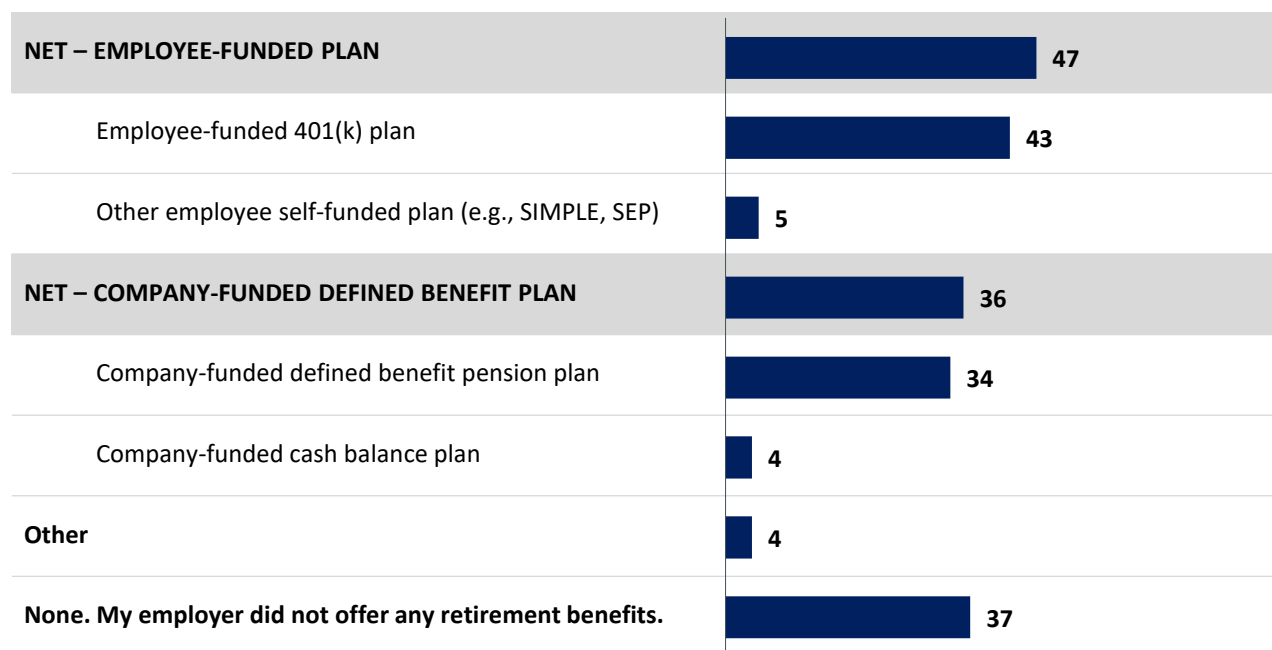 NET – EMPLOYEE-FUNDED PLAN 47
Employee-funded 401(k) plan 43
Other employee self-funded plan (e.g., SIMPLE, SEP) 5
NET – COMPANY-FUNDED DEFINED BENEFIT PLAN 36
Company-funded defined benefit pension plan 34
Company-funded cash balance plan 4
Other 4
None. My employer did not offer any retirement benefits. 37